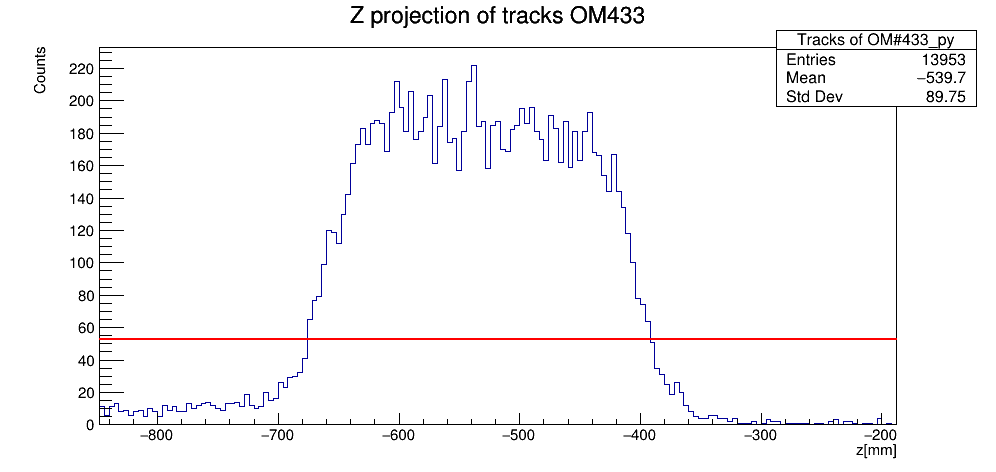 Z projection of tracks OM433
Tracks of OM#433_py
Entries 13953
Mean −539.7
Std Dev 89.75
Counts
220
200
180
160
140
120
100
80
60
40
20
0
−800 −700 −600 −500 −400 −300 −200
z[mm]